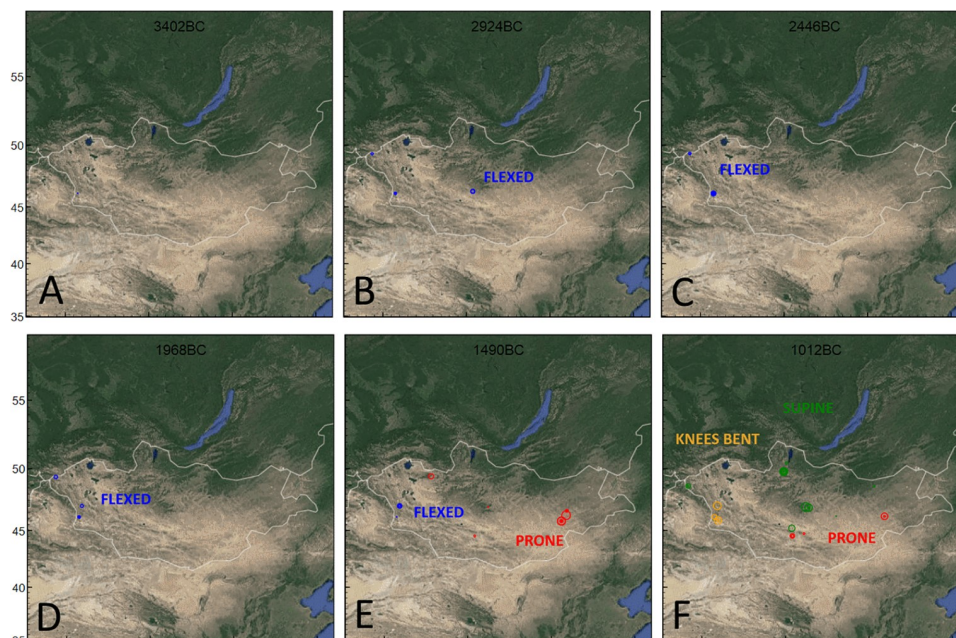 3402BC
2924BC
2446BC
55
50
45
40
35
FLEXED
FLEXED
A
B
C
1968BC
1490BC
1012BC
55
50
45
40
SUPINE
KNEES BENT
FLEXED
FLEXED
PRONE
PRONE
D
E
F